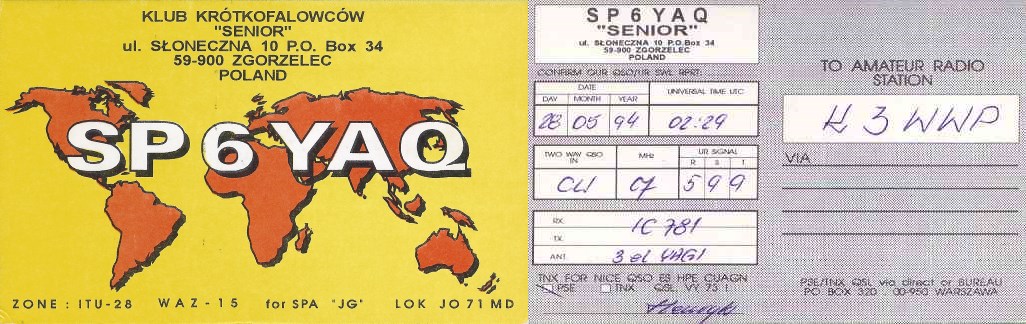 KLUB KRÓTKOFALOWCÓW
"SENIOR"
ul. SŁONECZNA 10 P.O. Box 34
59-900 ZGORZELEC
POLAND
SP6YAQ
ZONE : ITU-28 WAZ-15 for SPA "JG" LOK JO71MD
SP6YAQ
"SENIOR"
ul. SŁONECZNA 10 P.O.Box 34
59-900 ZGORZELEC
POLAND
CONFIRM OUR QSO/UR SWL RPRT:
DATE UNIVERSAL TIME UTC
DAY MONTH YEAR
28 05 94 02:29
TWO WAY QSO IN MHz UR SIGNAL
R S T
CW 07 5 9 9
RX IC 781
TX
ANT 3 el YAGI
TNX FOR NICE QSO ES HPE CUAGN
PSE TNX QSL VY 73 !
Henryk
TO AMATEUR RADIO
STATION
K3WWP
VIA
PSE/TNX QSL via direct or BUREAU
PO BOX 320 00-950 WARSZAWA